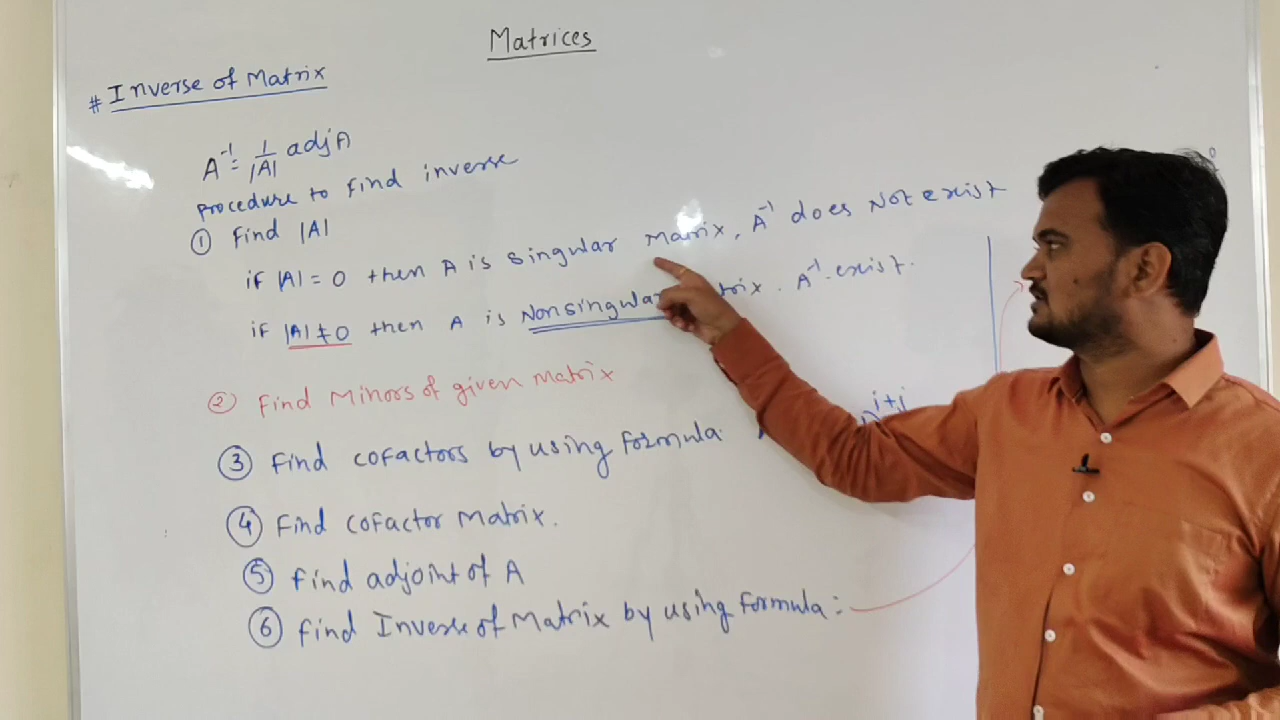 Matrices
# Inverse of Matrix
A⁻¹ = 1/|A| adj A
procedure to find inverse
① find |A|
if |A| = 0 then A is singular Matrix, A⁻¹ does Not exist
if |A| ≠ 0 then A is Nonsingular A⁻¹ exist.
② Find Minors of given Matrix
③ Find cofactors by using formula i+j
④ Find cofactor Matrix.
⑤ find adjoint of A
⑥ find Inverse of Matrix by using formula: